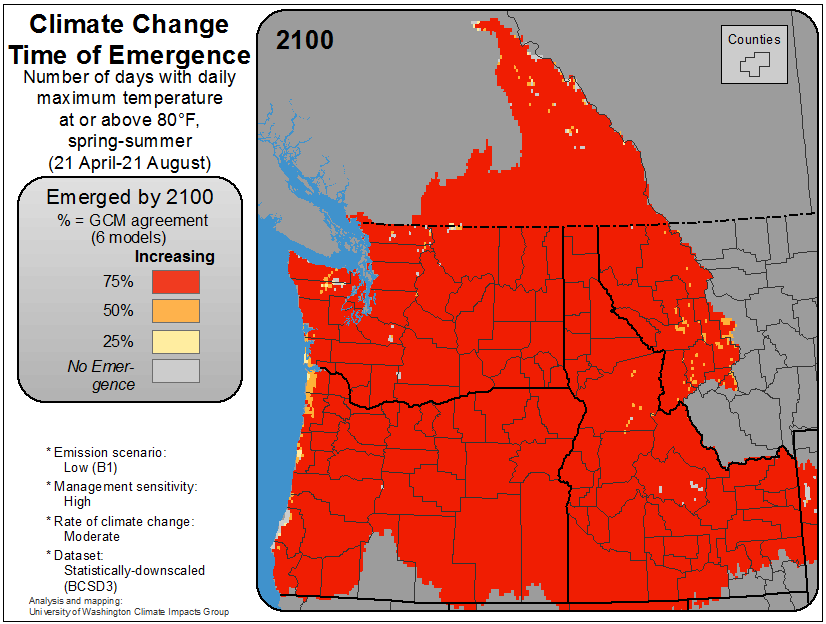 Climate Change
Time of Emergence
Number of days with daily
maximum temperature
at or above 80°F,
spring-summer
(21 April-21 August)
Emerged by 2100
% = GCM agreement
(6 models)
Increasing
75%
50%
25%
No Emer-
gence
* Emission scenario:
Low (B1)
* Management sensitivity:
High
* Rate of climate change:
Moderate
* Dataset:
Statistically-downscaled
(BCSD3)
Analysis and mapping:
University of Washington Climate Impacts Group
2100
Counties